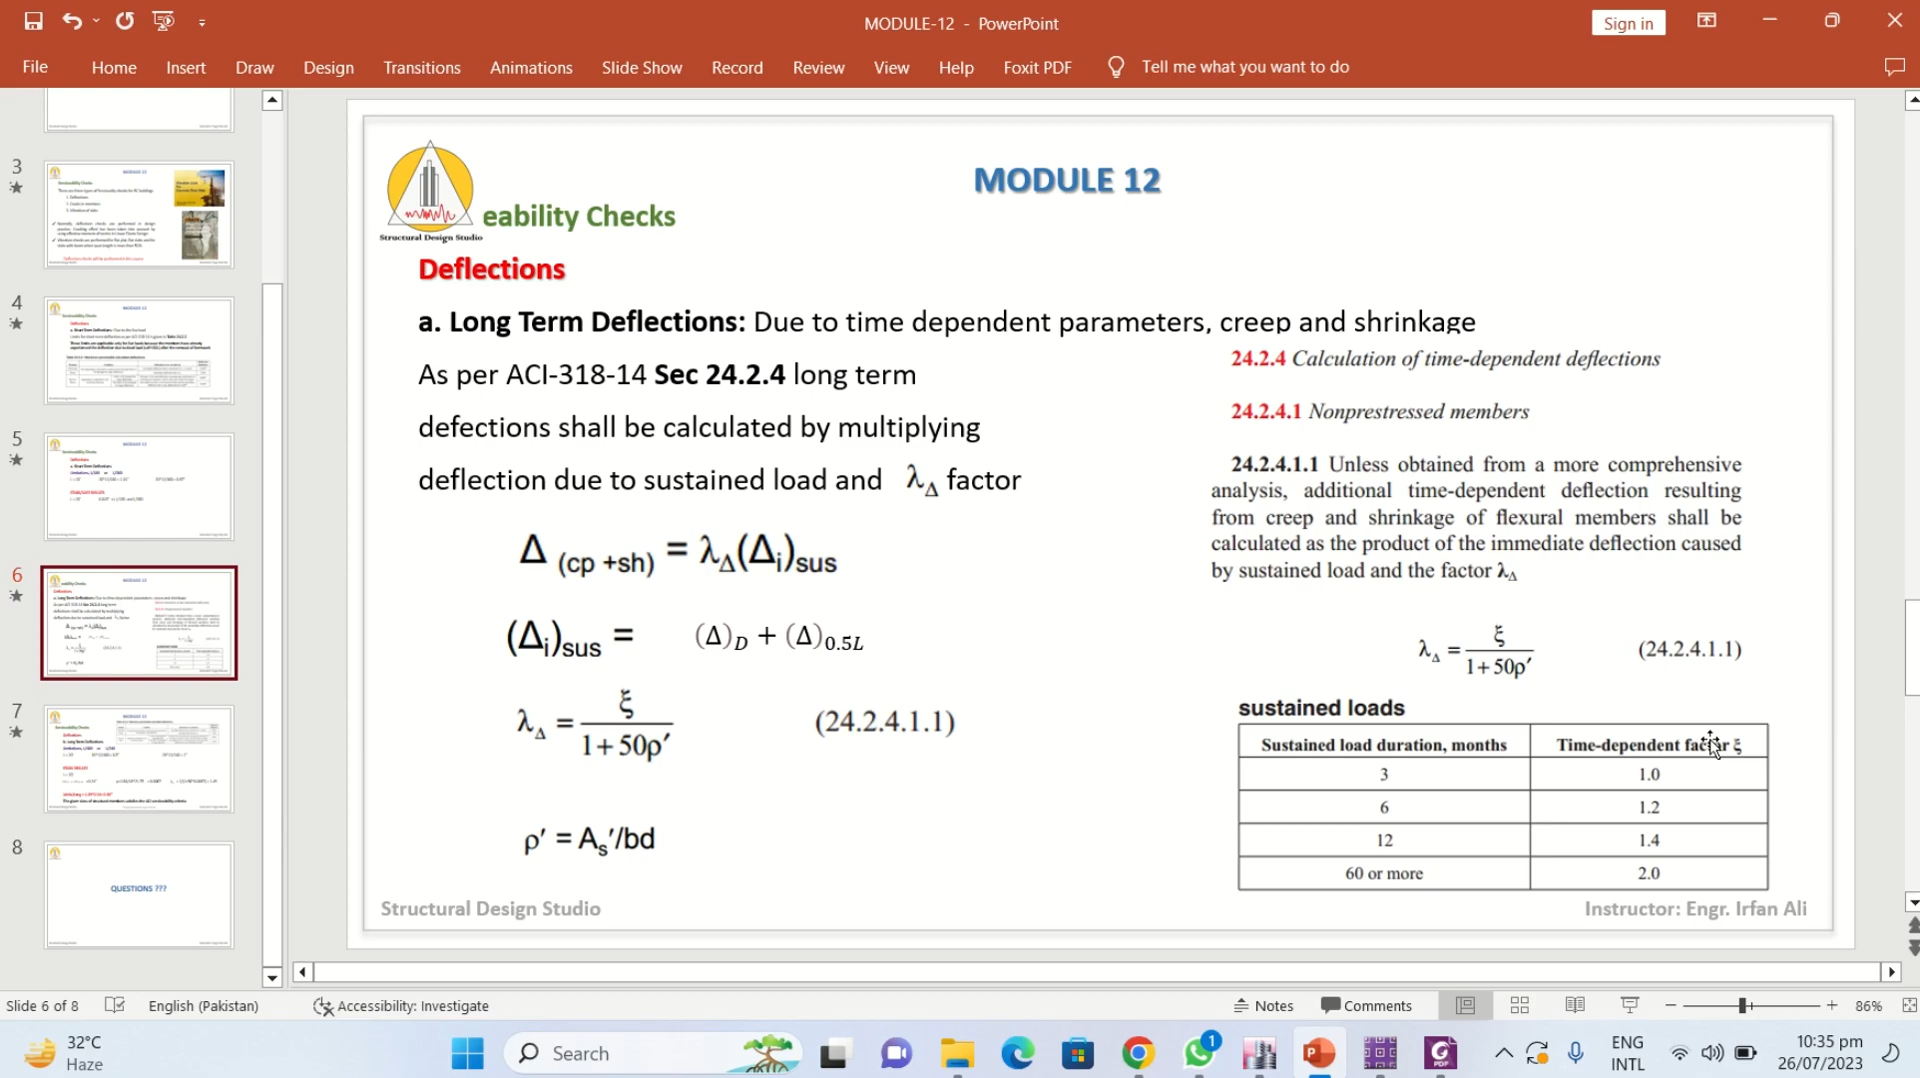 MODULE-12 - PowerPoint
Sign in
File Home Insert Draw Design Transitions Animations Slide Show Record Review View Help Foxit PDF Tell me what you want to do
3
4
5
6
7
8
QUESTIONS ???
MODULE 12
Structural Design Studio
eability Checks
Deflections
a. Long Term Deflections: Due to time dependent parameters, creep and shrinkage
As per ACI-318-14 Sec 24.2.4 long term
defections shall be calculated by multiplying
deflection due to sustained load and λΔ factor
Δ (cp +sh) = λΔ(Δi)sus
(Δi)sus = (Δ)D + (Δ)0.5L
λΔ = ξ / 1 + 50ρ′ (24.2.4.1.1)
ρ′ = As′/bd
24.2.4 Calculation of time-dependent deflections
24.2.4.1 Nonprestressed members
24.2.4.1.1 Unless obtained from a more comprehensive
analysis, additional time-dependent deflection resulting
from creep and shrinkage of flexural members shall be
calculated as the product of the immediate deflection caused
by sustained load and the factor λΔ
λΔ = ξ / 1 + 50ρ′ (24.2.4.1.1)
sustained loads
Sustained load duration, months Time-dependent factor ξ
3 1.0
6 1.2
12 1.4
60 or more 2.0
Structural Design Studio
Instructor: Engr. Irfan Ali
Slide 6 of 8 English (Pakistan) Accessibility: Investigate Notes Comments 86%
32°C
Haze
Search
1
ENG
INTL
10:35 pm
26/07/2023